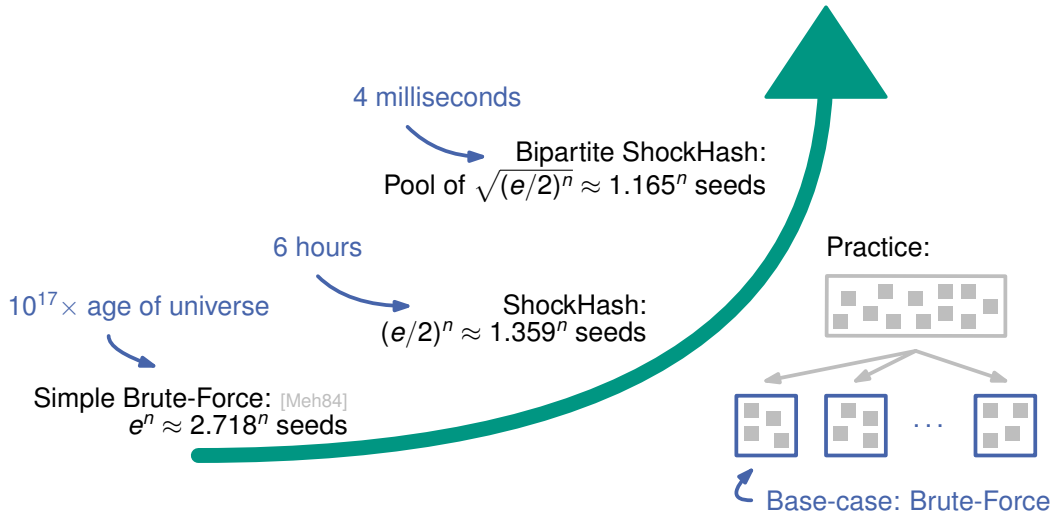 4 milliseconds
Bipartite ShockHash:
Pool of √(e/2)ⁿ ≈ 1.165ⁿ seeds
6 hours
Practice:
10¹⁷× age of universe
ShockHash:
(e/2)ⁿ ≈ 1.359ⁿ seeds
Simple Brute-Force: [Meh84]
eⁿ ≈ 2.718ⁿ seeds
...
Base-case: Brute-Force